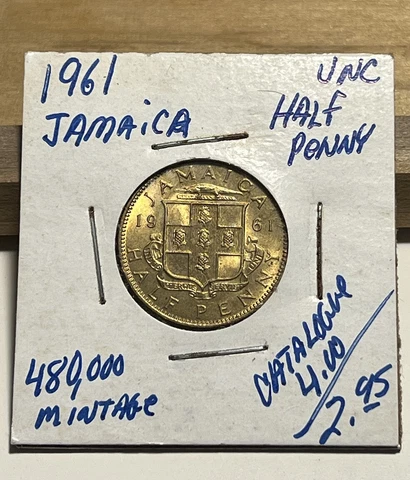 1961
JAMAiCA
UNC
HALF
PENNY
JAMAICA
19 61
HALF PENNY
480,000
MINTAGE
CATALOGUE
4.00
2.95